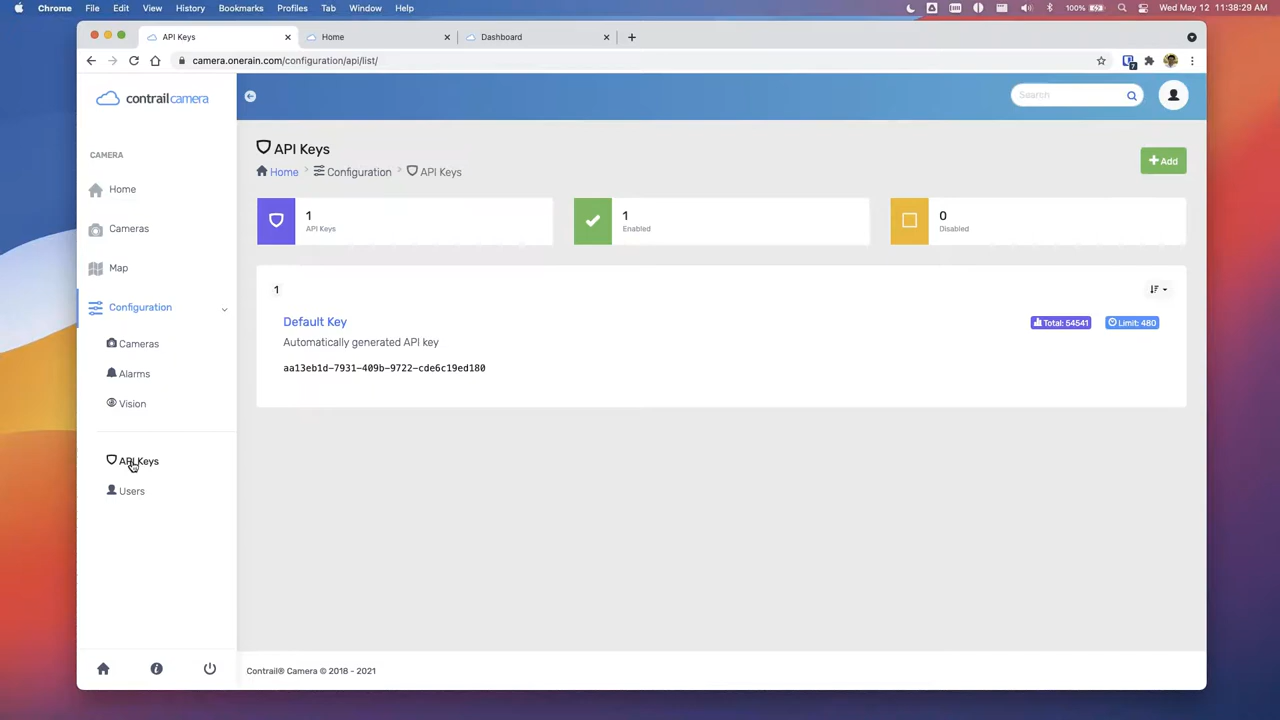 Chrome File Edit View History Bookmarks Profiles Tab Window Help 100% Wed May 12 11:38:29 AM
API Keys Home Dashboard
camera.onerain.com/configuration/api/list/ 7
contrail camera
Search
CAMERA
Home
Cameras
Map
Configuration
Cameras
Alarms
Vision
API Keys
Users
API Keys
Home > Configuration > API Keys
+ Add
1
API Keys
1
Enabled
0
Disabled
1
Default Key
Total: 54541 Limit: 480
Automatically generated API key
aa13eb1d-7931-409b-9722-cde6c19ed180
Contrail® Camera © 2018 - 2021